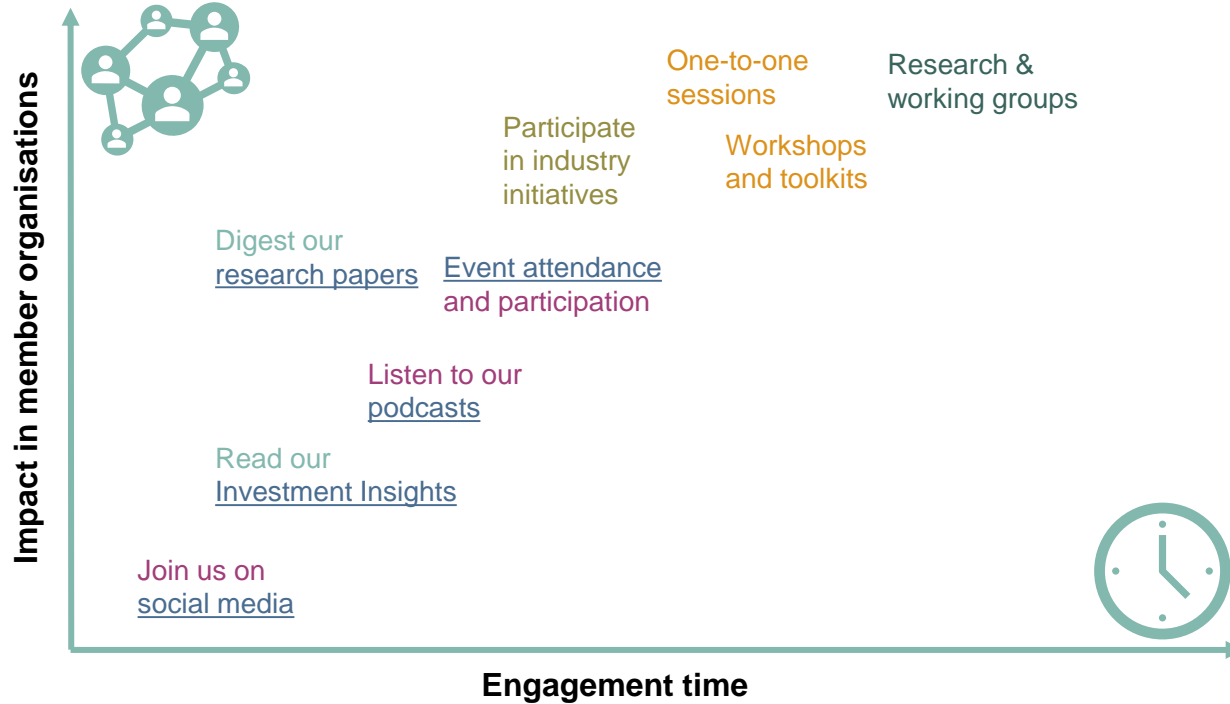 Impact in member organisations
One-to-one
sessions
Research &
working groups
Participate
in industry
initiatives
Workshops
and toolkits
Digest our
research papers
Event attendance
and participation
Listen to our
podcasts
Read our
Investment Insights
Join us on
social media
Engagement time